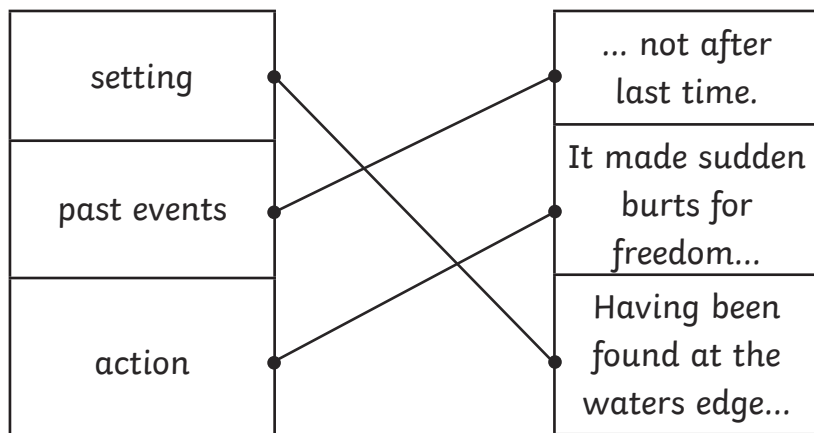 setting
past events
action
... not after
last time.
It made sudden
burts for
freedom...
Having been
found at the
waters edge...